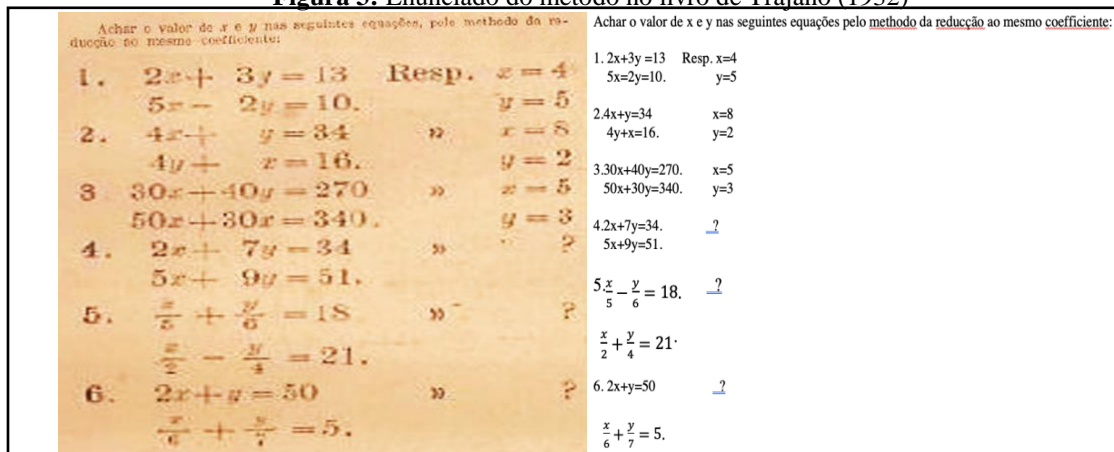 Figura 3: Enunciado do método no livro de Trajano (1932)
Achar o valor de x e y nas seguintes equações, pelo methodo da re-
ducção ao mesmo coefficiente:
1. 2x + 3y = 13 Resp. x = 4
5x — 2y = 10. y = 5
2. 4x + y = 34 » x = 8
4y + x = 16. y = 2
3 30x + 40y = 270 » x = 5
50x + 30x = 340. y = 3
4. 2x + 7y = 34 » ?
5x + 9y = 51.
5. x/5 + y/6 = 18 » ?
x/2 — y/4 = 21.
6. 2x + y = 50 » ?
x/6 + y/7 = 5.
Achar o valor de x e y nas seguintes equações pelo methodo da reducção ao mesmo coefficiente:
1. 2x+3y =13 Resp. x=4
5x=2y=10. y=5
2.4x+y=34 x=8
4y+x=16. y=2
3.30x+40y=270. x=5
50x+30y=340. y=3
4.2x+7y=34. ?
5x+9y=51.
5.x/5 − y/6 = 18. ?
x/2 + y/4 = 21.
6. 2x+y=50 ?
x/6 + y/7 = 5.